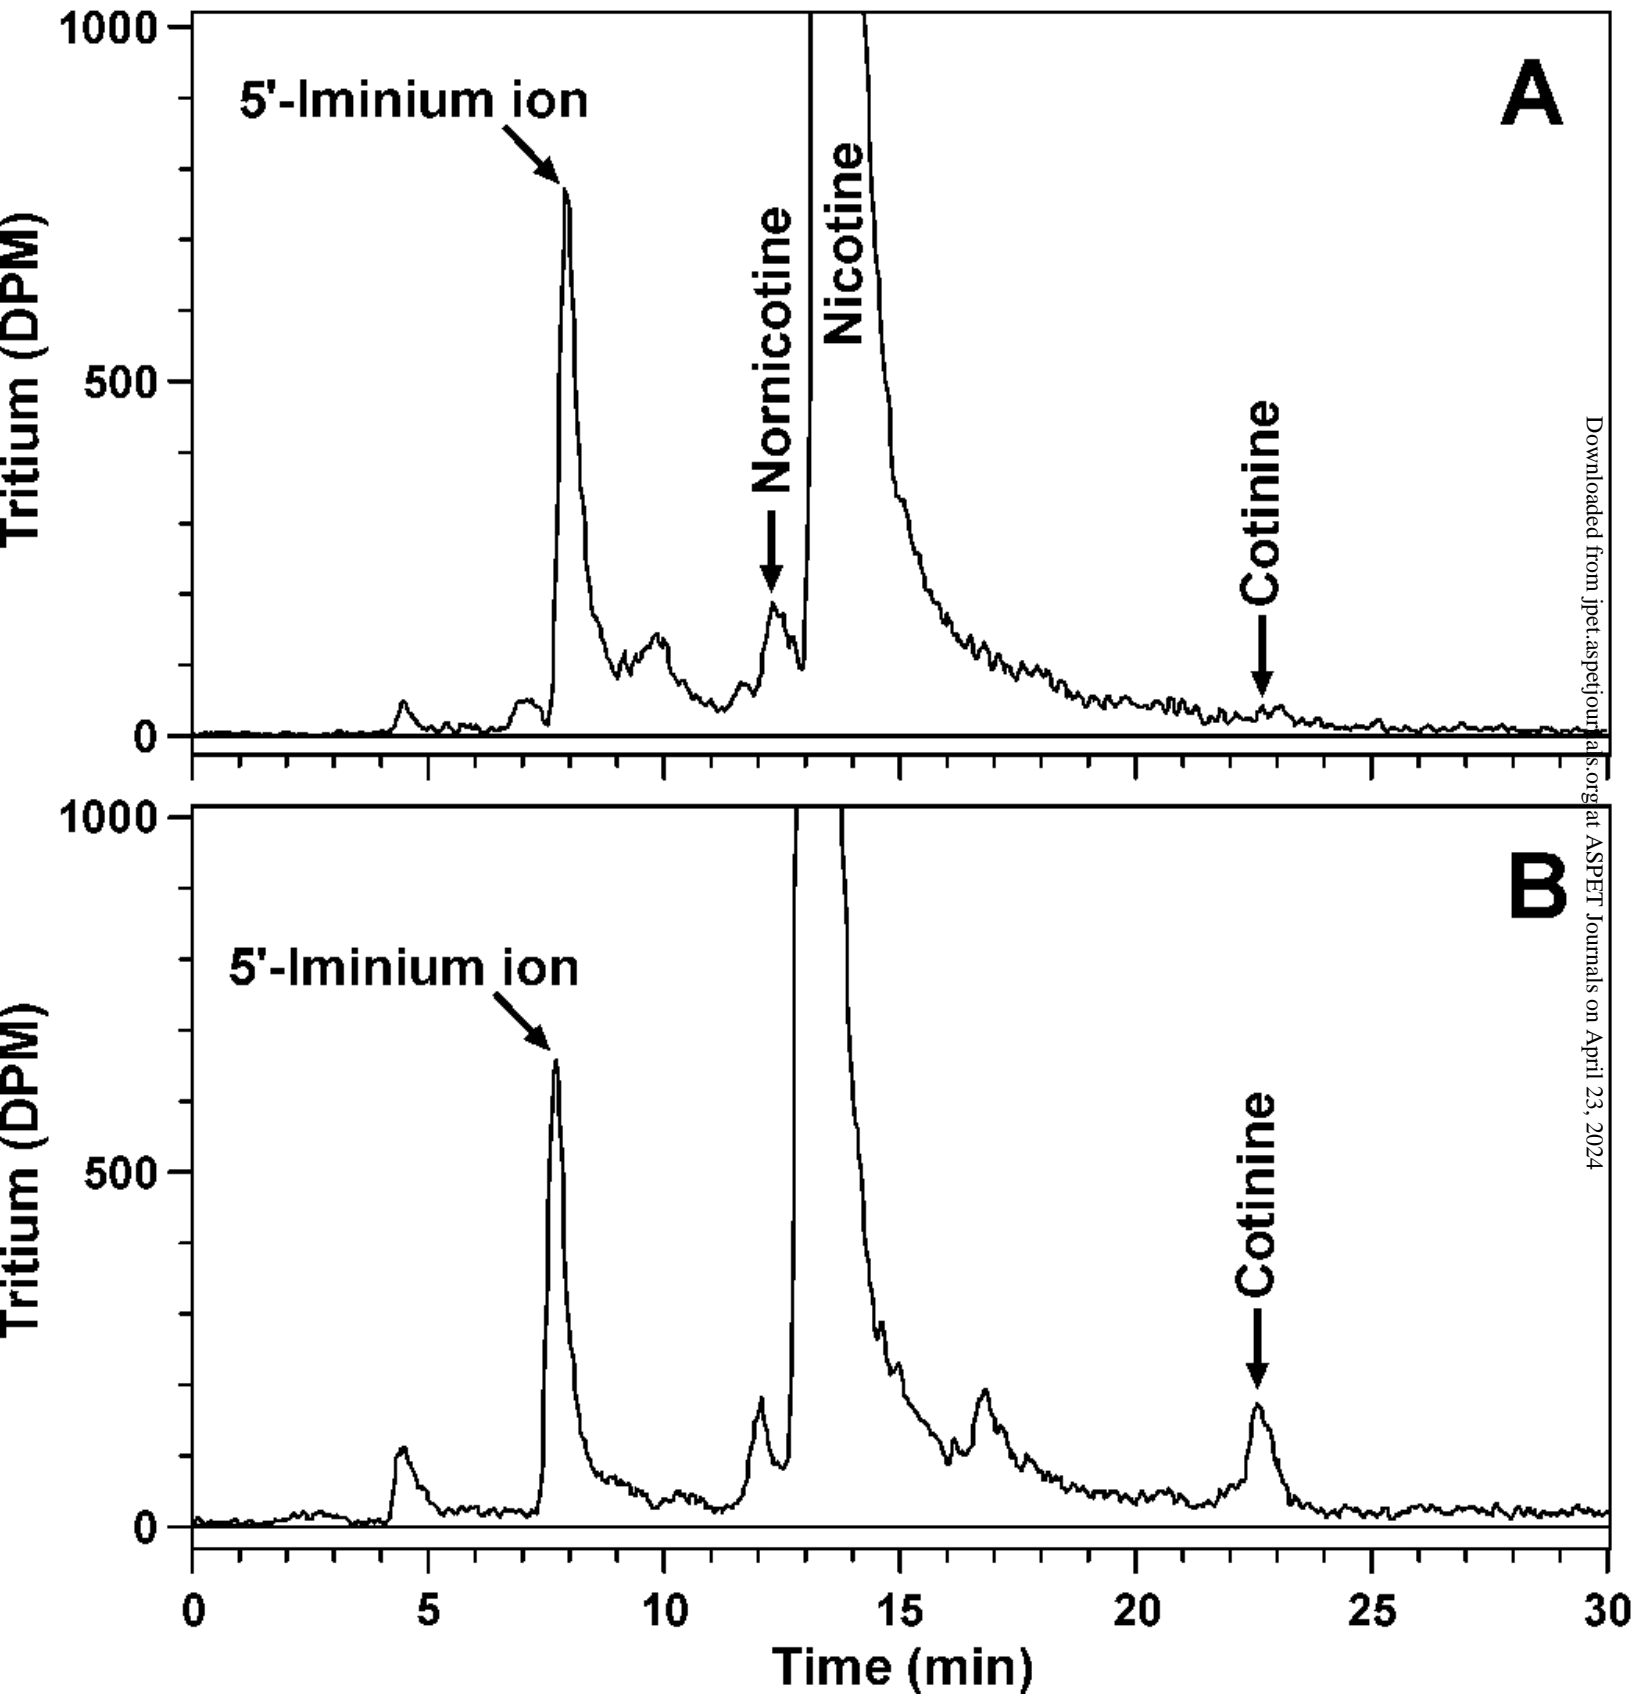 1000
500
0
Tritium (DPM)
5'-Iminium ion
Nornicotine
Nicotine
Cotinine
A
1000
500
0
Tritium (DPM)
5'-Iminium ion
Cotinine
B
0 5 10 15 20 25 30
Time (min)
Downloaded from jpet.aspetjournals.org at ASPET Journals on April 23, 2024